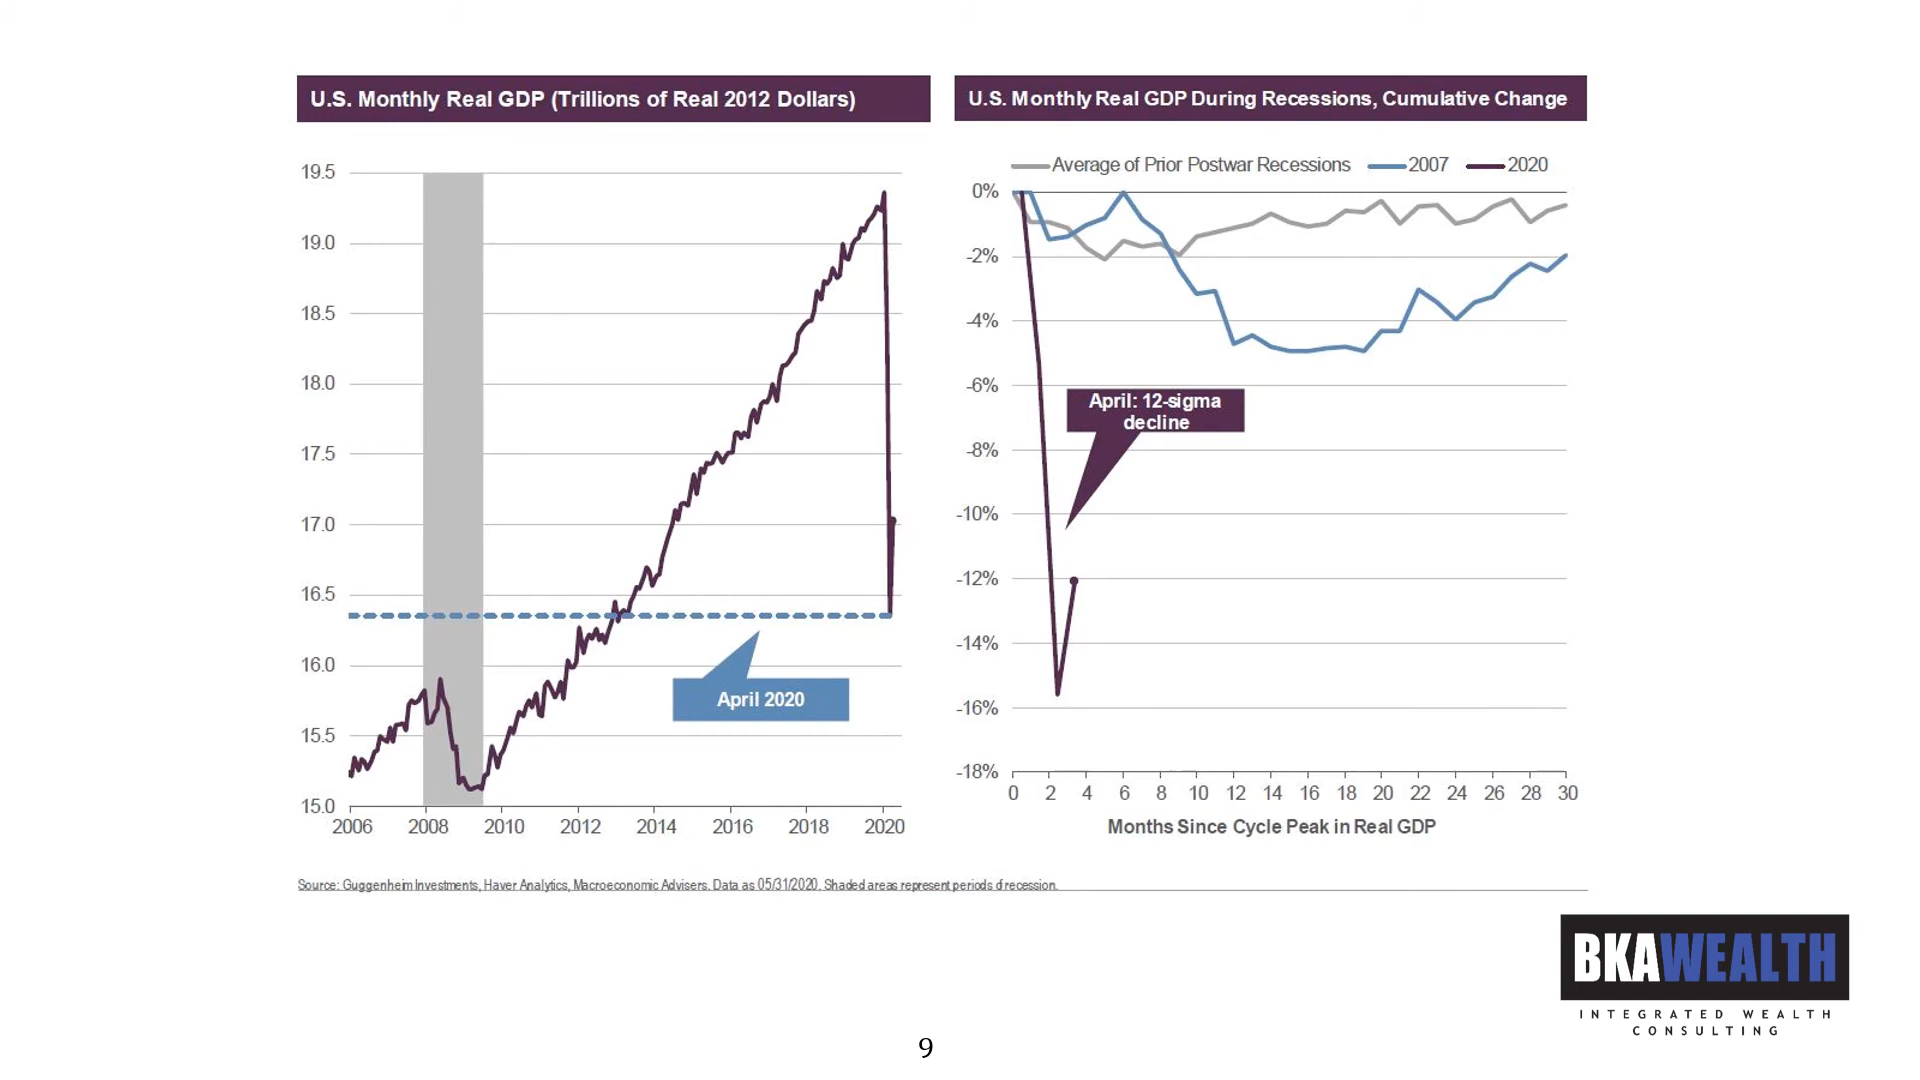 U.S. Monthly Real GDP (Trillions of Real 2012 Dollars)
19.5
19.0
18.5
18.0
17.5
17.0
16.5
16.0
15.5
15.0
April 2020
2006 2008 2010 2012 2014 2016 2018 2020
U.S. Monthly Real GDP During Recessions, Cumulative Change
Average of Prior Postwar Recessions 2007 2020
0%
-2%
-4%
-6%
-8%
-10%
-12%
-14%
-16%
-18%
April: 12-sigma
decline
0 2 4 6 8 10 12 14 16 18 20 22 24 26 28 30
Months Since Cycle Peak in Real GDP
Source: Guggenheim Investments, Haver Analytics, Macroeconomic Advisers. Data as 05/31/2020. Shaded areas represent periods of recession.
BKAWEALTH
INTEGRATED WEALTH
CONSULTING
9